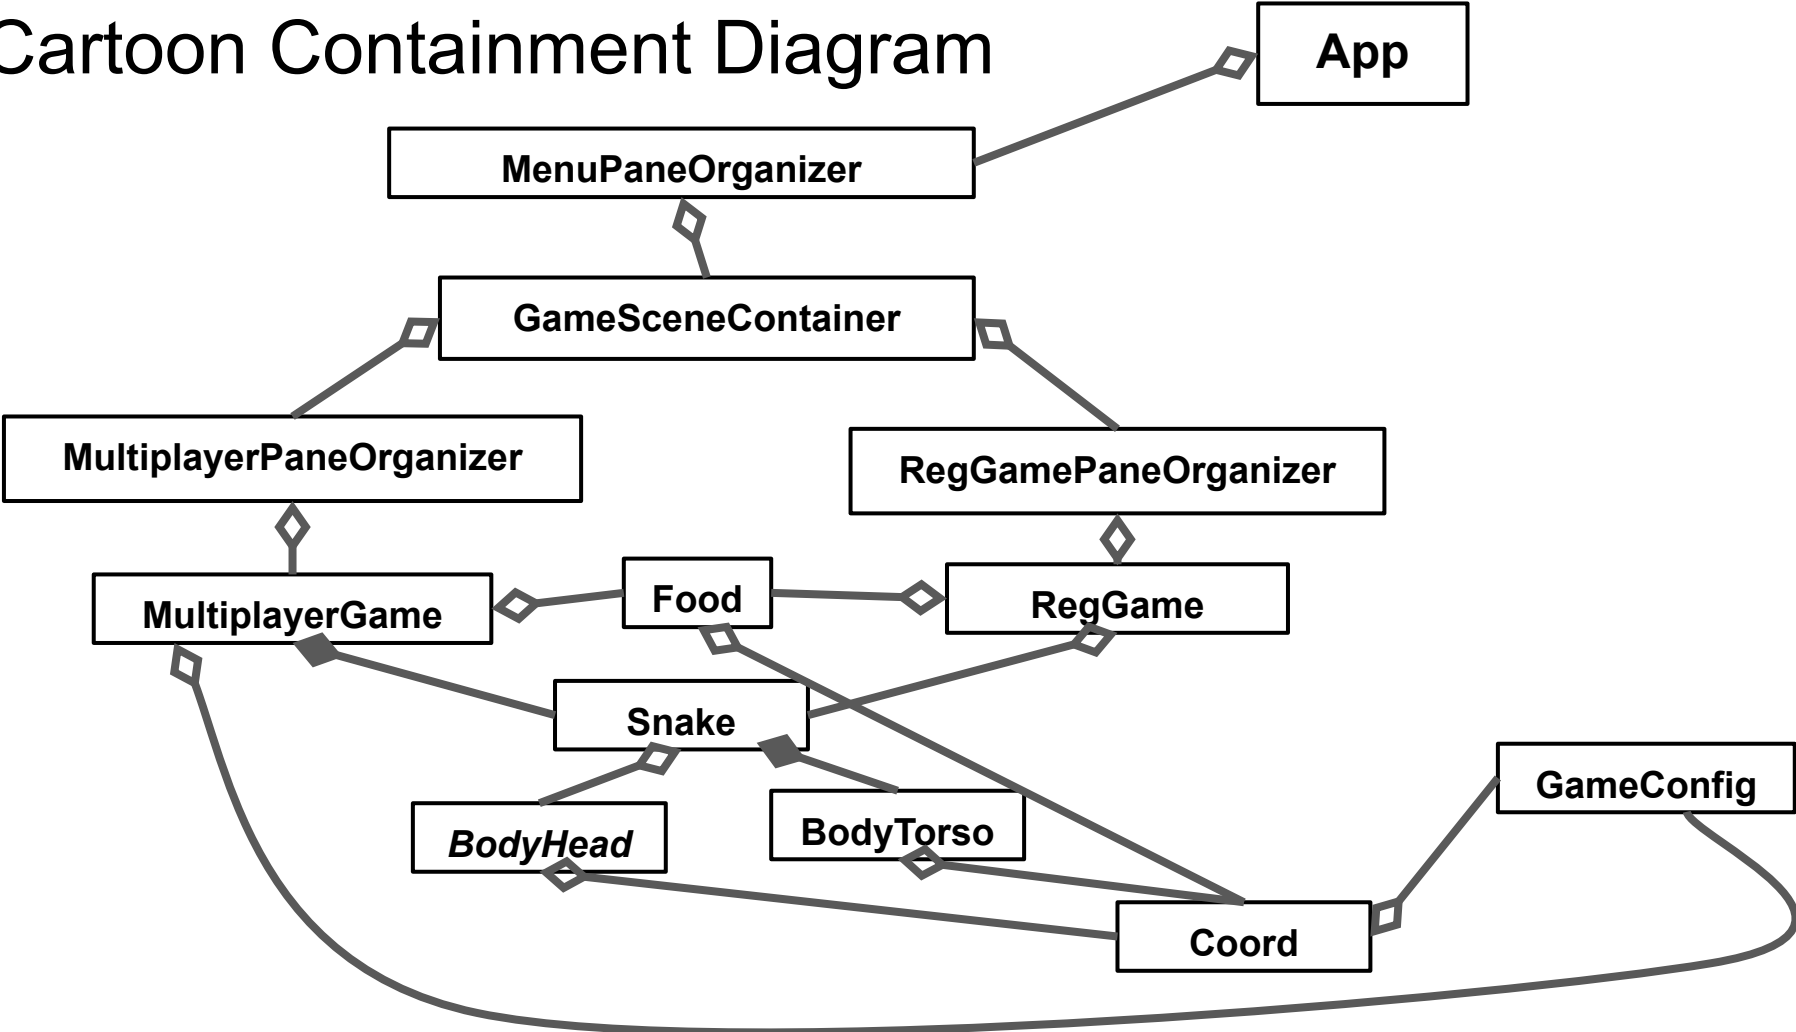 Cartoon Containment Diagram
App
MenuPaneOrganizer
GameSceneContainer
MultiplayerPaneOrganizer
RegGamePaneOrganizer
MultiplayerGame
Food
RegGame
Snake
GameConfig
BodyHead
BodyTorso
Coord